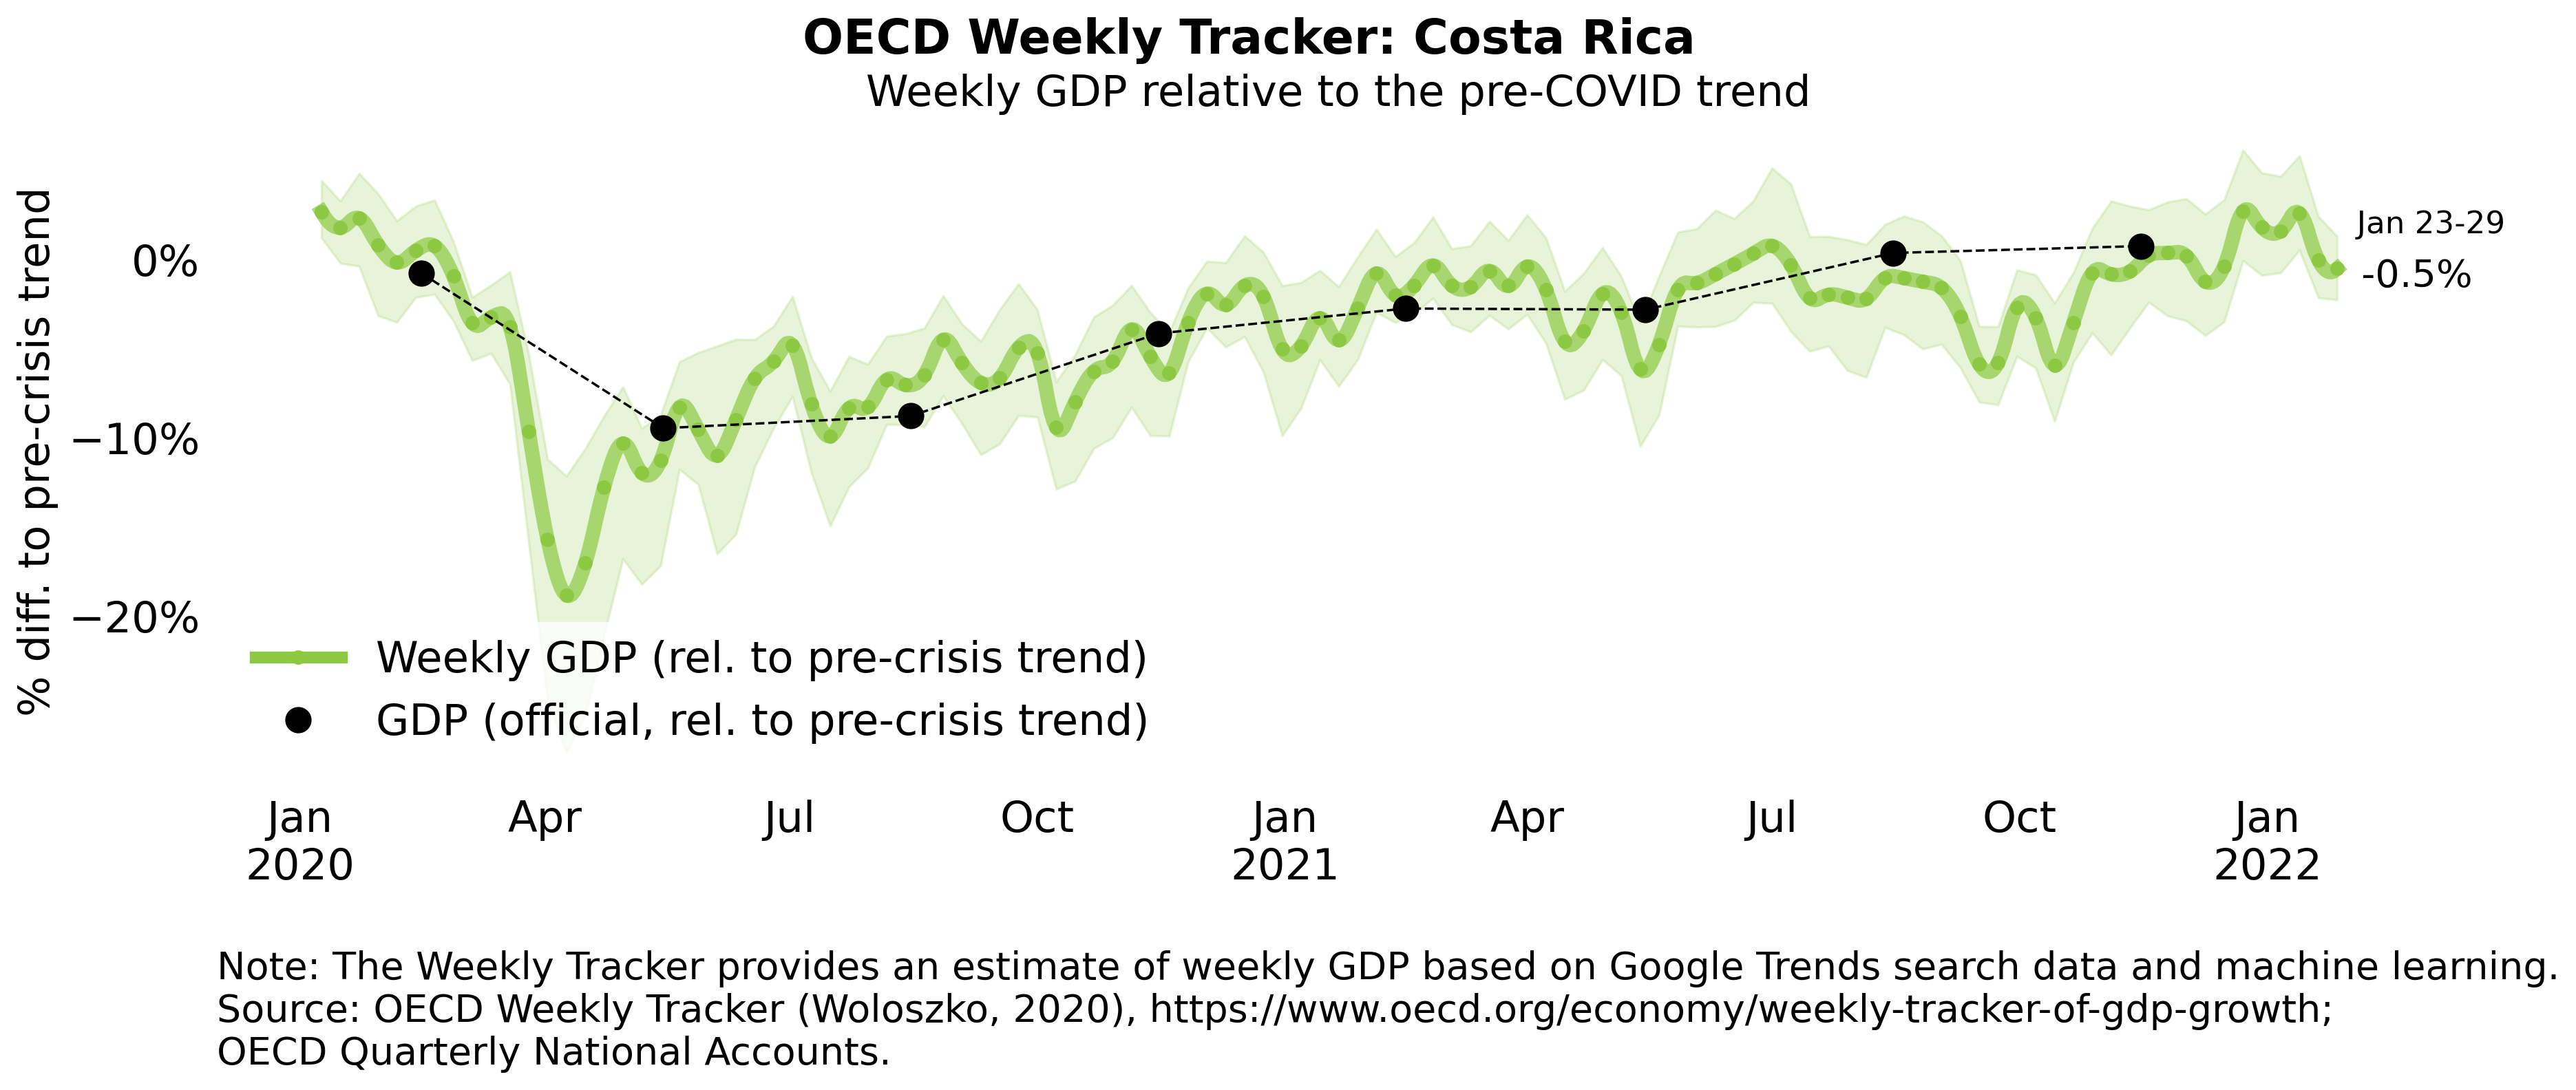 OECD Weekly Tracker: Costa Rica
Weekly GDP relative to the pre-COVID trend
% diff. to pre-crisis trend
0%
−10%
−20%
Jan 23-29
-0.5%
Weekly GDP (rel. to pre-crisis trend)
GDP (official, rel. to pre-crisis trend)
Jan Apr Jul Oct Jan Apr Jul Oct Jan
2020 2021 2022
Note: The Weekly Tracker provides an estimate of weekly GDP based on Google Trends search data and machine learning.
Source: OECD Weekly Tracker (Woloszko, 2020), https://www.oecd.org/economy/weekly-tracker-of-gdp-growth;
OECD Quarterly National Accounts.